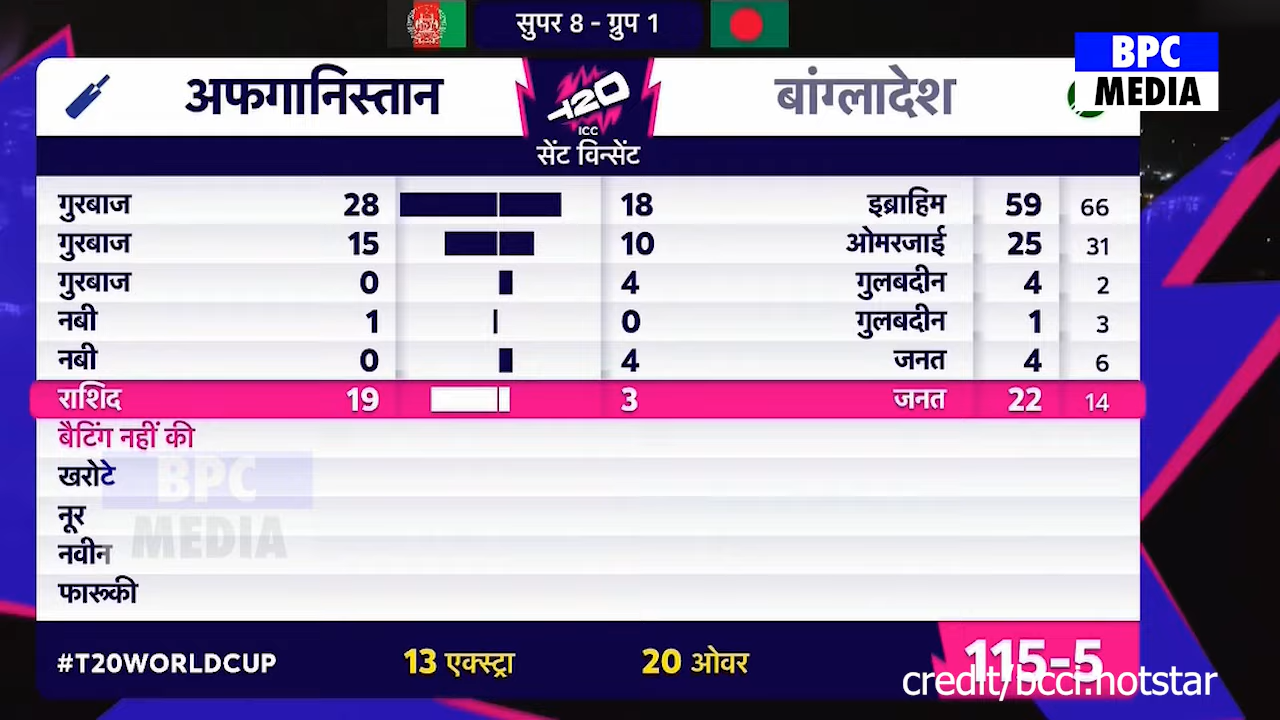 सुपर 8 - ग्रुप 1
BPC
MEDIA
अफगानिस्तान
T20
बांग्लादेश
ICC
सेंट विन्सेंट
गुरबाज 28 18 इब्राहिम 59 66
गुरबाज 15 10 ओमरजाई 25 31
गुरबाज 0 4 गुलबदीन 4 2
नबी 1 0 गुलबदीन 1 3
नबी 0 4 जनत 4 6
राशिद 19 3 जनत 22 14
बैटिंग नहीं की
खरोटे
BPC
नूर
MEDIA
नवीन
फारूकी
#T20WORLDCUP 13 एक्स्ट्रा 20 ओवर 115-5
credit/bcci.hotstar